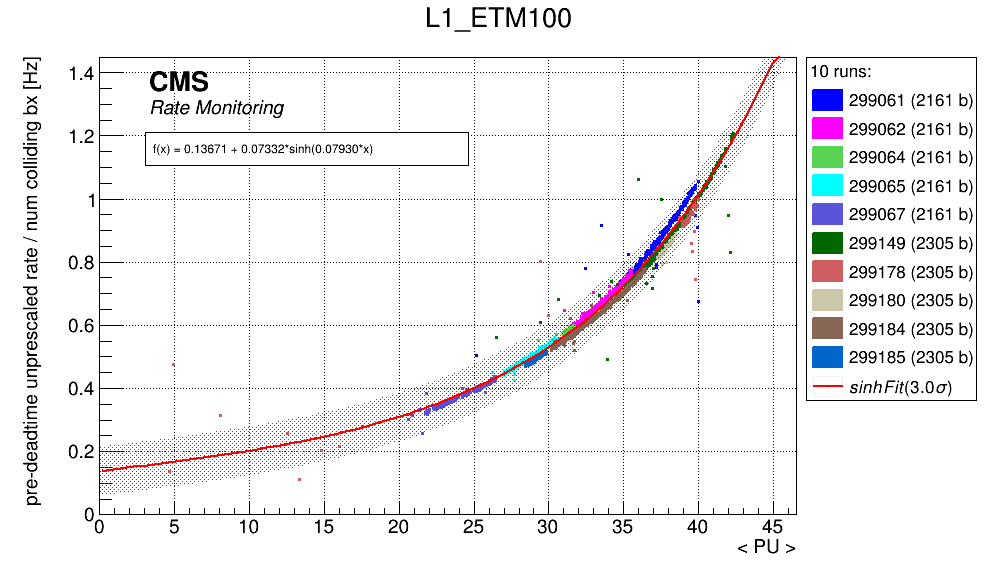 L1_ETM100
pre-deadtime unprescaled rate / num colliding bx [Hz]
1.4
1.2
1
0.8
0.6
0.4
0.2
0
CMS
Rate Monitoring
f(x) = 0.13671 + 0.07332*sinh(0.07930*x)
0 5 10 15 20 25 30 35 40 45
< PU >
10 runs:
299061 (2161 b)
299062 (2161 b)
299064 (2161 b)
299065 (2161 b)
299067 (2161 b)
299149 (2305 b)
299178 (2305 b)
299180 (2305 b)
299184 (2305 b)
299185 (2305 b)
sinhFit(3.0σ)